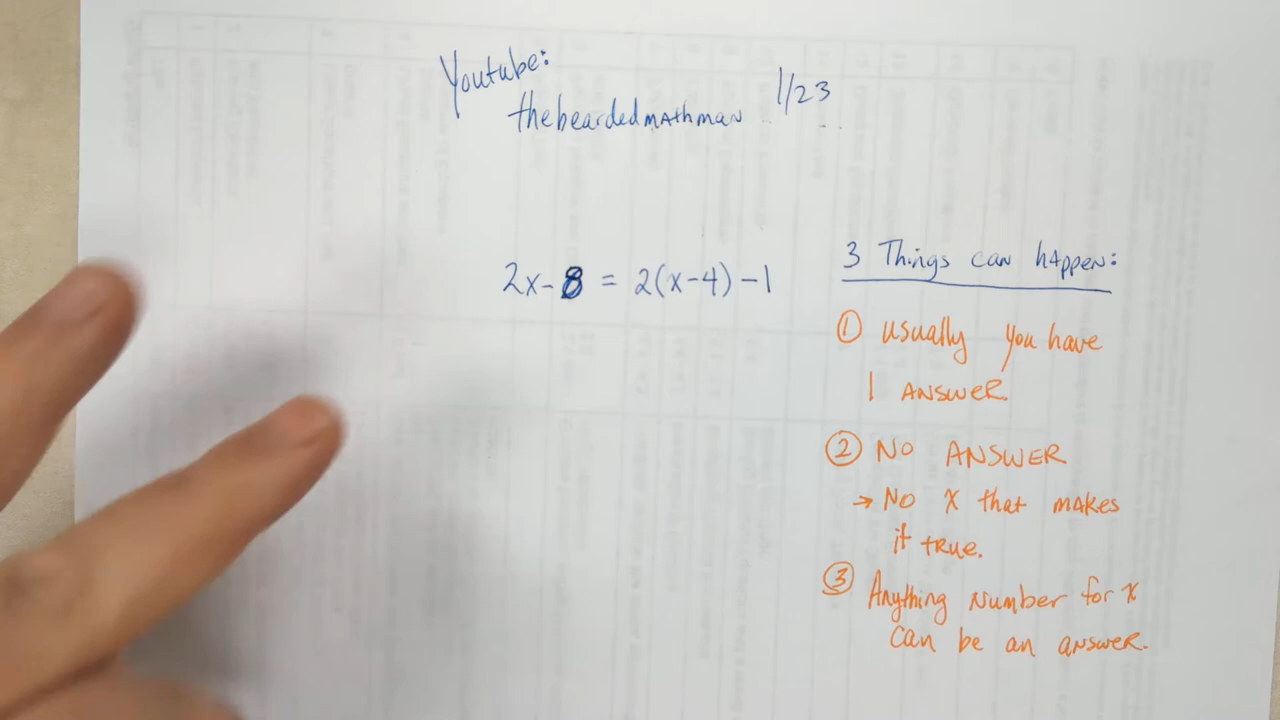 Youtube:
thebeardedmathman 1/23
2x-8 = 2(x-4) -1
3 Things can happen:
① usually you have
1 ANSWER.
② NO ANSWER
→ No x that makes
it true.
③ Anything number for x
can be an answer.